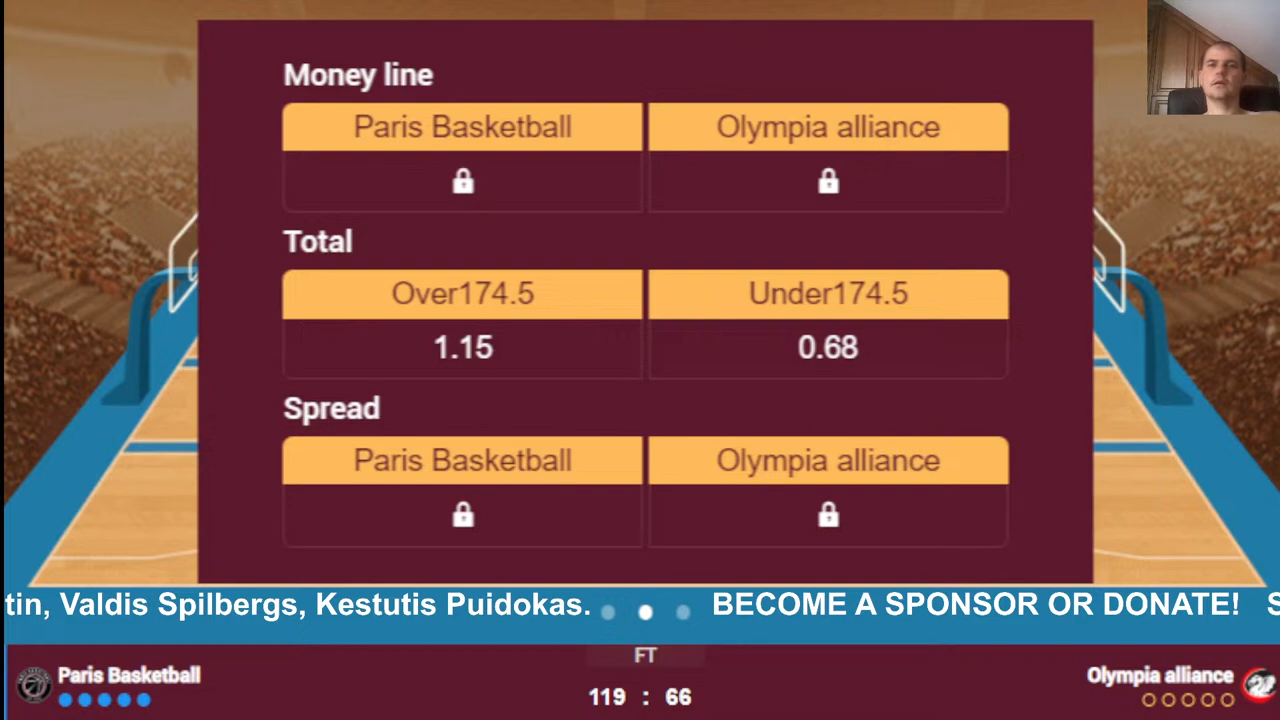 Money line
Paris Basketball Olympia alliance
Total
Over174.5 Under174.5
1.15 0.68
Spread
Paris Basketball Olympia alliance
tin, Valdis Spilbergs, Kestutis Puidokas. BECOME A SPONSOR OR DONATE! S
FT
Paris Basketball Olympia alliance
119 : 66